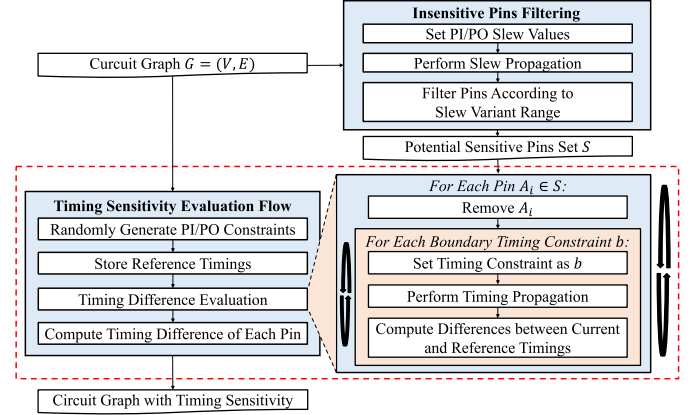 Insensitive Pins Filtering
Set PI/PO Slew Values
Curcuit Graph G = (V, E)
Perform Slew Propagation
Filter Pins According to
Slew Variant Range
Potential Sensitive Pins Set S
Timing Sensitivity Evaluation Flow
Randomly Generate PI/PO Constraints
Store Reference Timings
Timing Difference Evaluation
Compute Timing Difference of Each Pin
For Each Pin A_i ∈ S:
Remove A_i
For Each Boundary Timing Constraint b:
Set Timing Constraint as b
Perform Timing Propagation
Compute Differences between Current
and Reference Timings
Circuit Graph with Timing Sensitivity